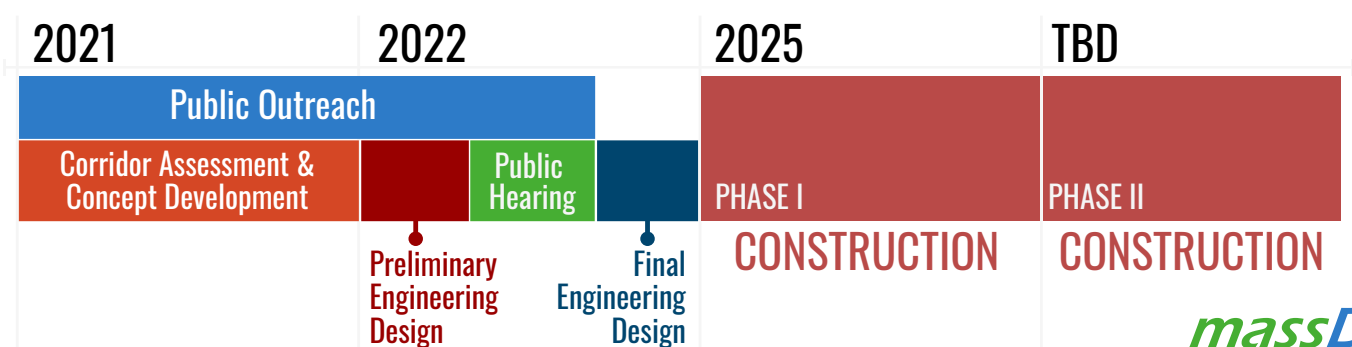 2021 2022 2025 TBD
Public Outreach
Corridor Assessment &
Concept Development
Public
Hearing
PHASE I
PHASE II
Preliminary
Engineering
Design
Final
Engineering
Design
CONSTRUCTION
CONSTRUCTION
massD